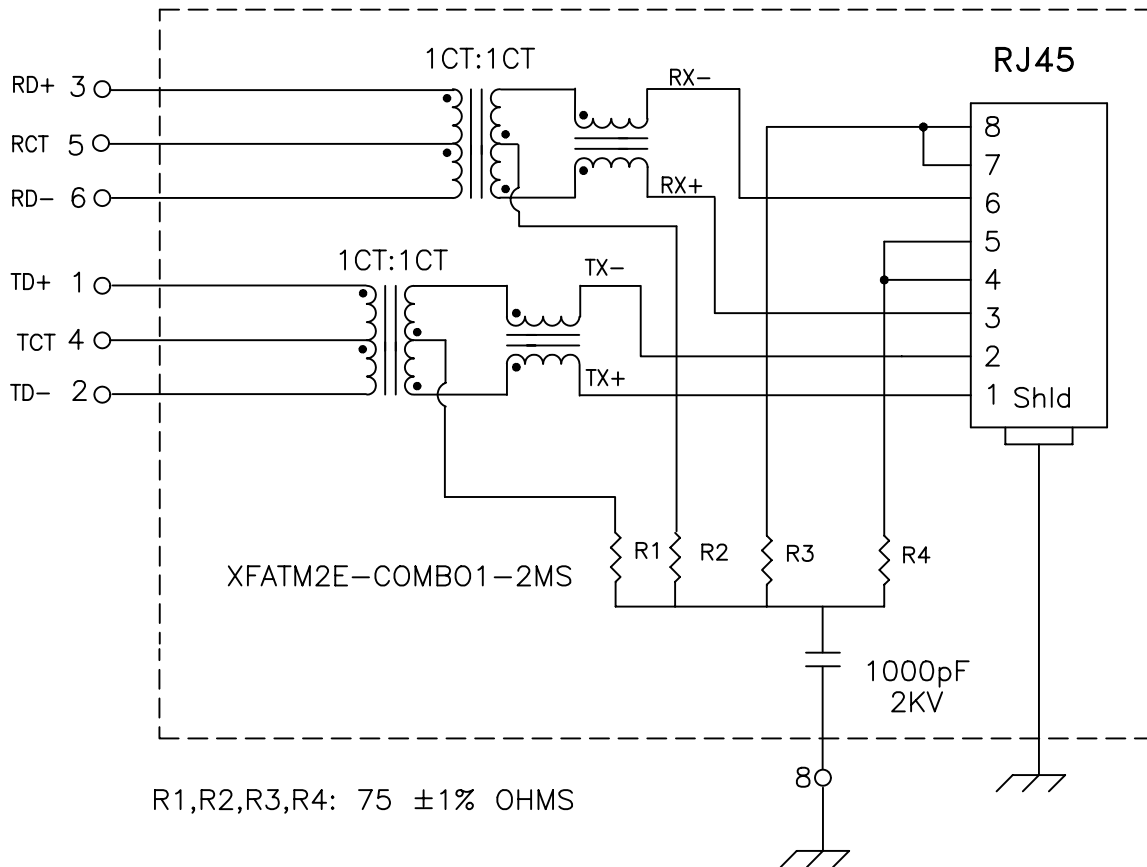 1CT:1CT
RJ45
RD+ 3
RX-
RCT 5
RD- 6
RX+
8
7
6
5
4
3
2
1 Shld
1CT:1CT
TD+ 1
TX-
TCT 4
TD- 2
TX+
R1
R2
R3
R4
XFATM2E-COMBO1-2MS
1000pF
2KV
8
R1,R2,R3,R4: 75 ±1% OHMS